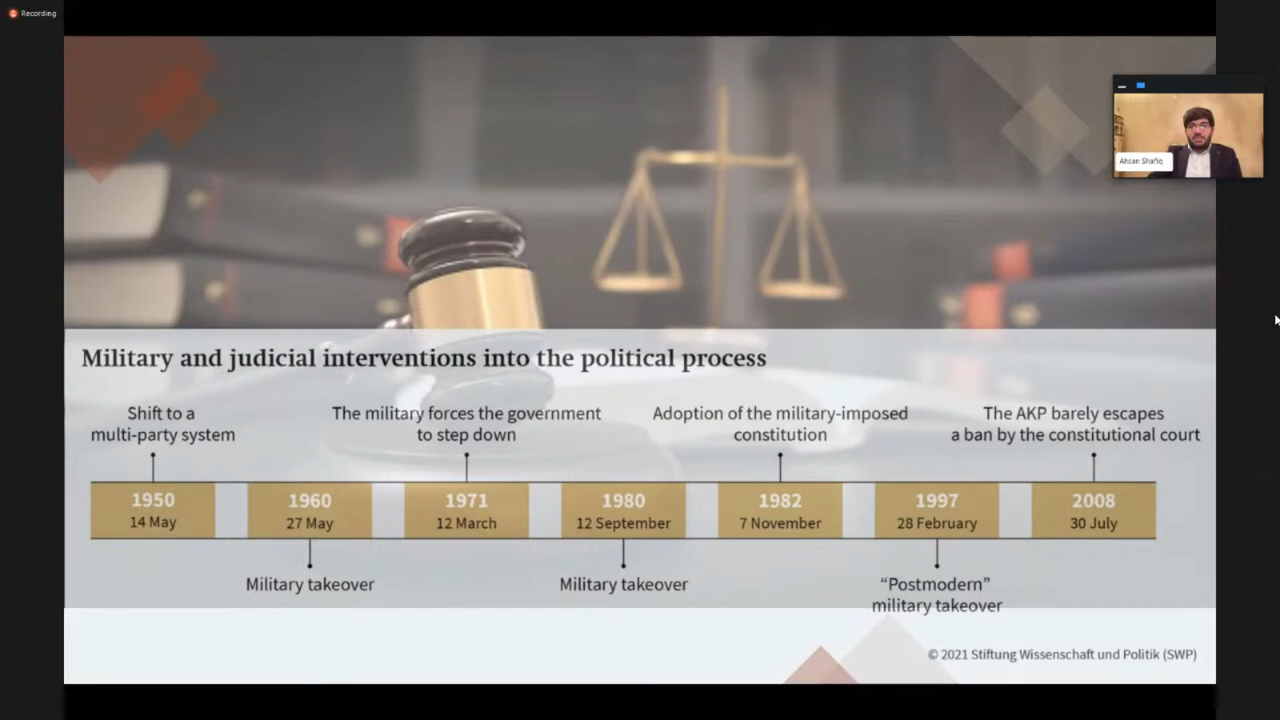 Recording
Ahsan Shafiq
Military and judicial interventions into the political process
Shift to a
multi-party system
The military forces the government
to step down
Adoption of the military-imposed
constitution
The AKP barely escapes
a ban by the constitutional court
1950
14 May
1960
27 May
1971
12 March
1980
12 September
1982
7 November
1997
28 February
2008
30 July
Military takeover
Military takeover
“Postmodern”
military takeover
© 2021 Stiftung Wissenschaft und Politik (SWP)